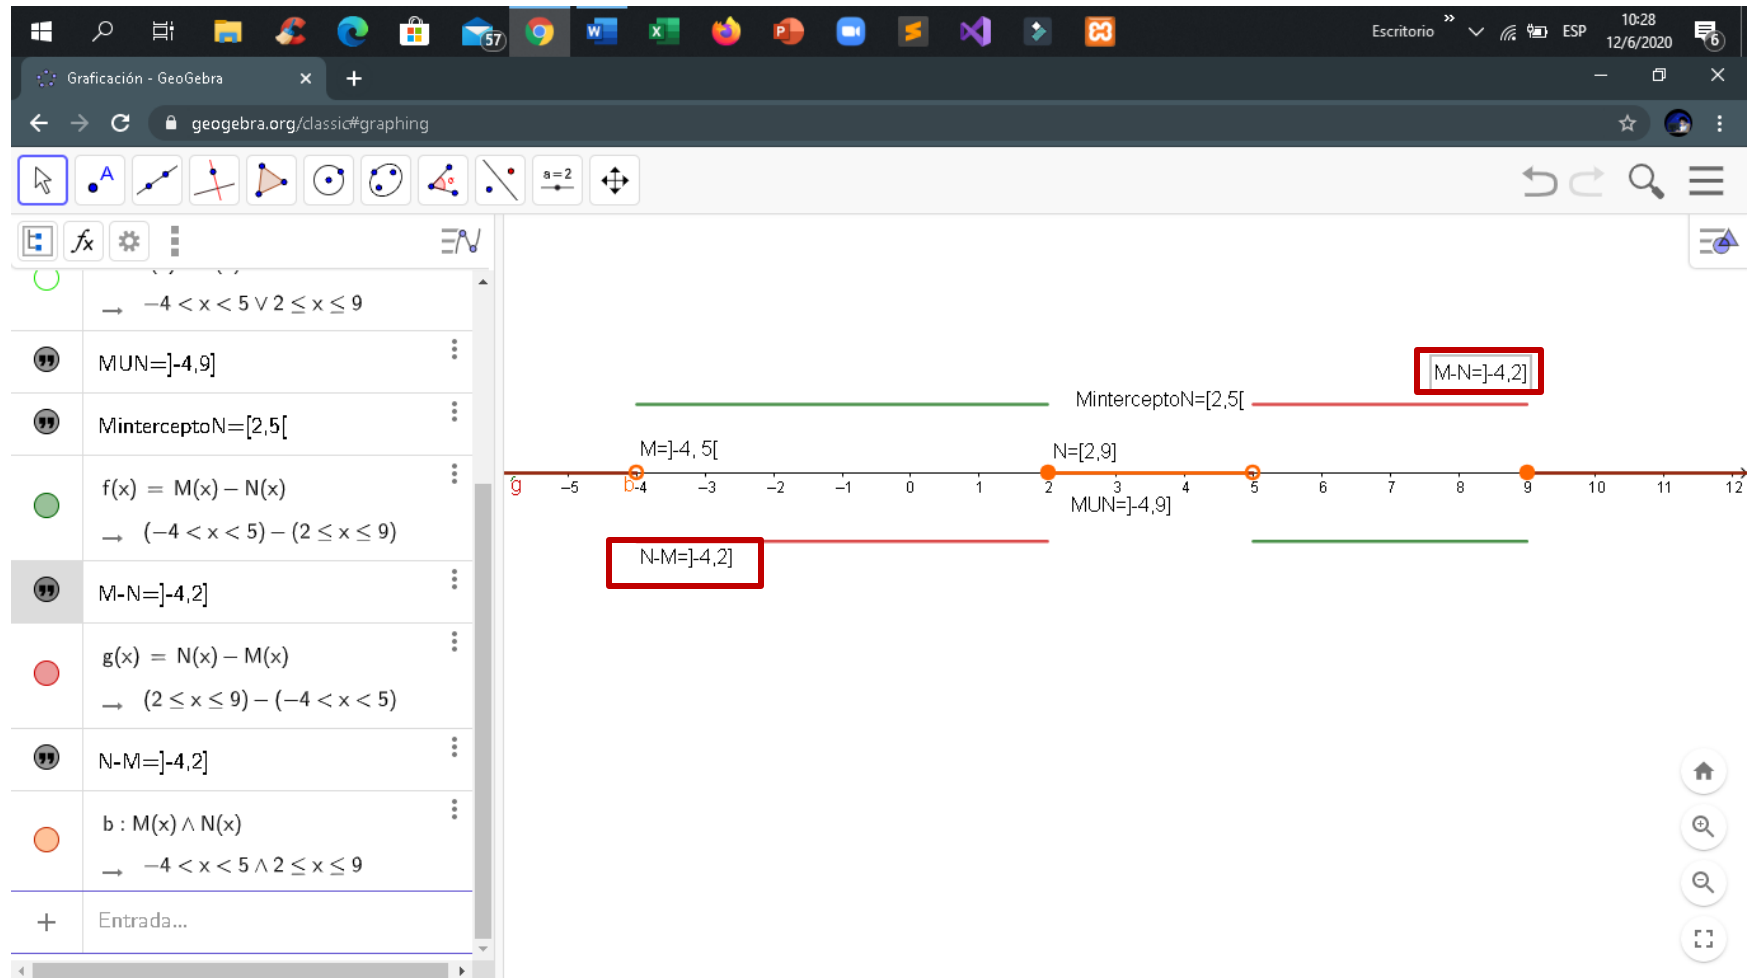 57
W
X
P
Escritorio
»
ESP
10:28
12/6/2020
6
Graficación - GeoGebra
geogebra.org/classic#graphing
A
a=2
fx
→ −4 < x < 5 ∨ 2 ≤ x ≤ 9
MUN=]-4,9]
MinterceptoN=[2,5[
f(x) = M(x) − N(x)
→ (−4 < x < 5) − (2 ≤ x ≤ 9)
M-N=]-4,2]
g(x) = N(x) − M(x)
→ (2 ≤ x ≤ 9) − (−4 < x < 5)
N-M=]-4,2]
b : M(x) ∧ N(x)
→ −4 < x < 5 ∧ 2 ≤ x ≤ 9
Entrada...
M-N=]-4,2]
MinterceptoN=[2,5[
M=]-4, 5[
N=[2,9]
g −5 b −4 −3 −2 −1 0 1 2 3 4 5 6 7 8 9 10 11 12
MUN=]-4,9]
N-M=]-4,2]